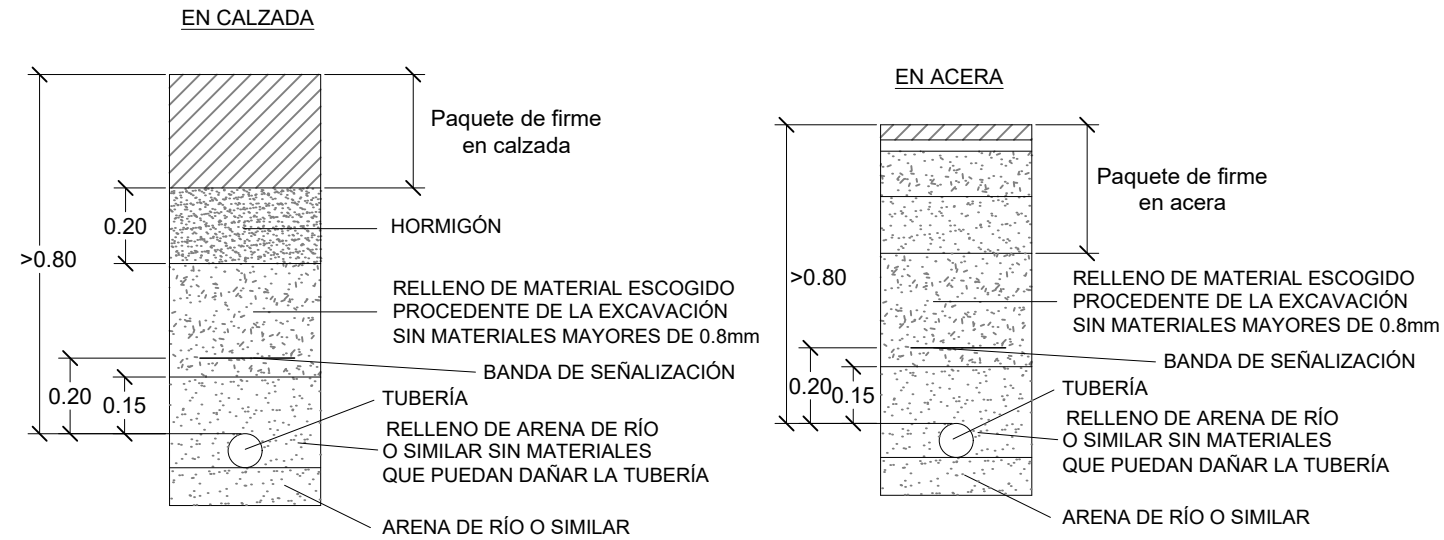 EN CALZADA
Paquete de firme
en calzada
0.20
HORMIGÓN
>0.80
RELLENO DE MATERIAL ESCOGIDO
PROCEDENTE DE LA EXCAVACIÓN
SIN MATERIALES MAYORES DE 0.8mm
BANDA DE SEÑALIZACIÓN
0.20
0.15
TUBERÍA
RELLENO DE ARENA DE RÍO
O SIMILAR SIN MATERIALES
QUE PUEDAN DAÑAR LA TUBERÍA
ARENA DE RÍO O SIMILAR
EN ACERA
Paquete de firme
en acera
>0.80
RELLENO DE MATERIAL ESCOGIDO
PROCEDENTE DE LA EXCAVACIÓN
SIN MATERIALES MAYORES DE 0.8mm
BANDA DE SEÑALIZACIÓN
0.20
0.15
TUBERÍA
RELLENO DE ARENA DE RÍO
O SIMILAR SIN MATERIALES
QUE PUEDAN DAÑAR LA TUBERÍA
ARENA DE RÍO O SIMILAR